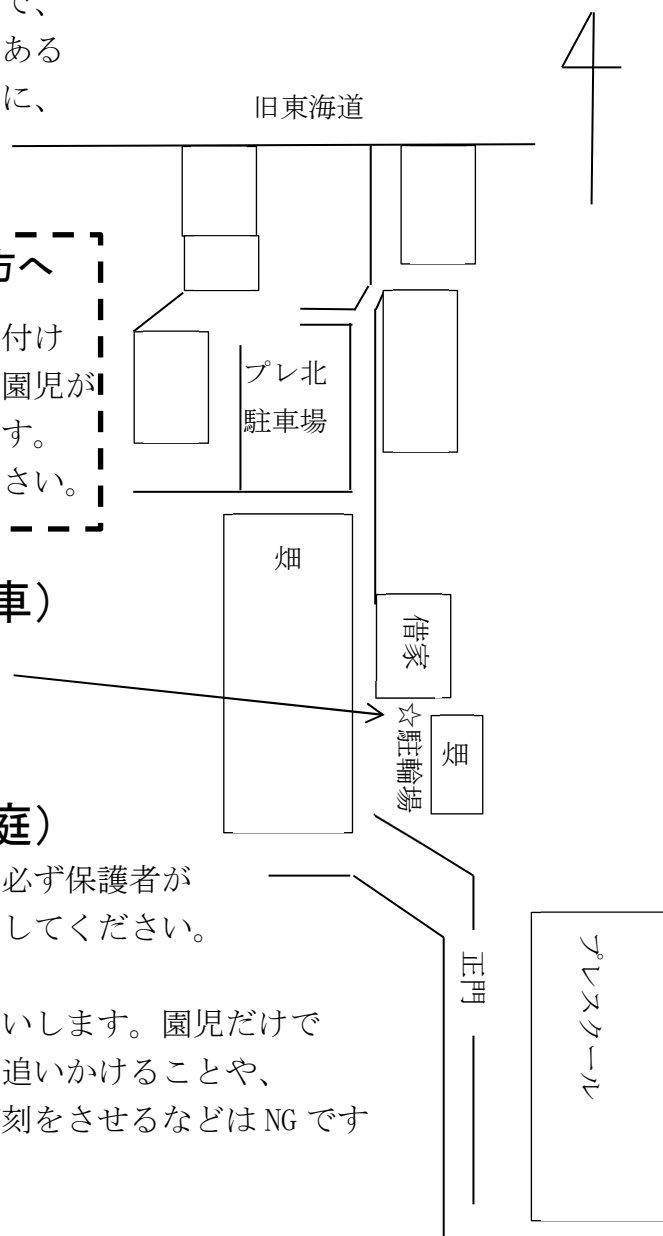 で、
ある
に、
旧東海道
方へ
付け
園児が
す。
さい。
プレ北
駐車場
畑
車）
借家
☆駐輪場
畑
庭）
必ず保護者が
してください。
正門
プレスクール
いします。園児だけで
追いかけることや、
刻をさせるなどは NG です